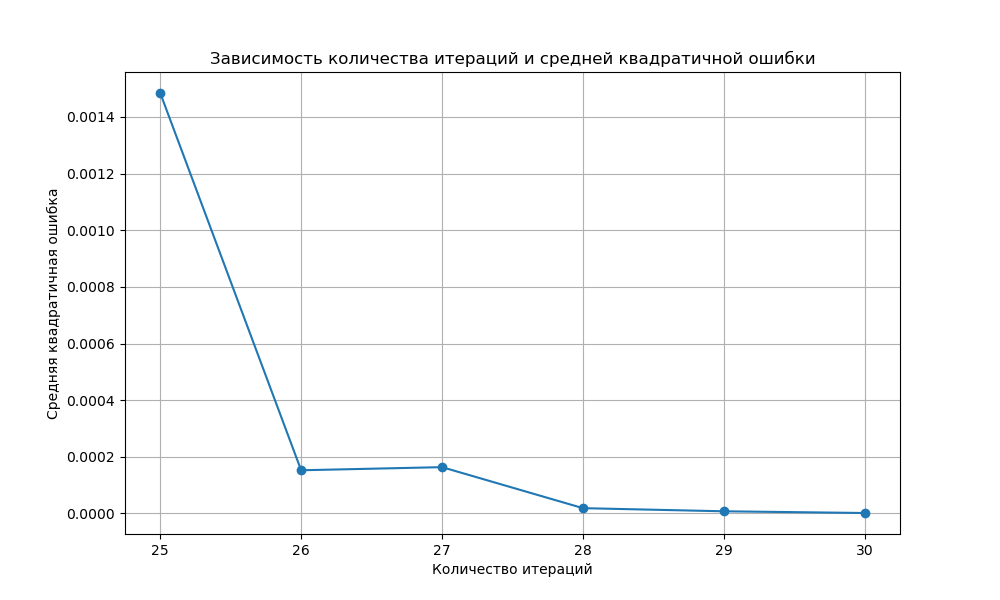 Зависимость количества итераций и средней квадратичной ошибки
Средняя квадратичная ошибка
0.0014
0.0012
0.0010
0.0008
0.0006
0.0004
0.0002
0.0000
25 26 27 28 29 30
Количество итераций